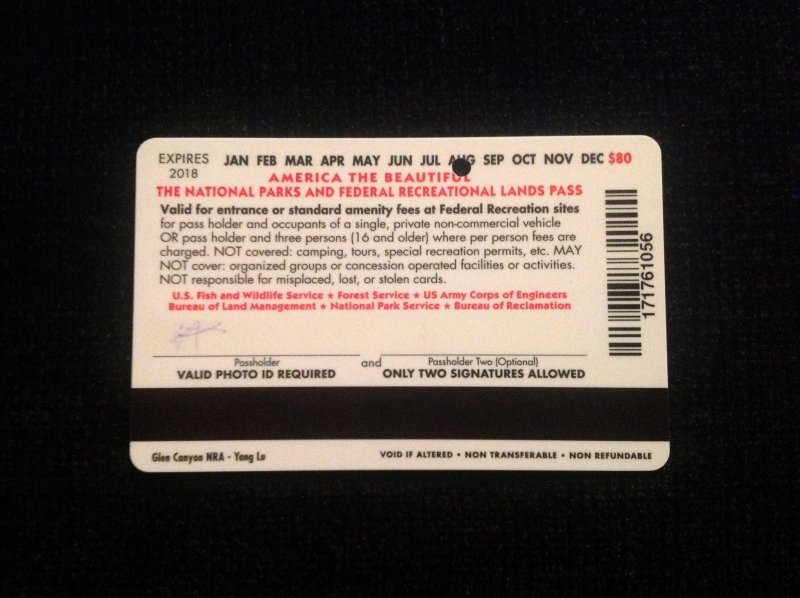 EXPIRES JAN FEB MAR APR MAY JUN JUL AUG SEP OCT NOV DEC $80
2018
AMERICA THE BEAUTIFUL
THE NATIONAL PARKS AND FEDERAL RECREATIONAL LANDS PASS
Valid for entrance or standard amenity fees at Federal Recreation sites
for pass holder and occupants of a single, private non-commercial vehicle
OR pass holder and three persons (16 and older) where per person fees are
charged. NOT covered: camping, tours, special recreation permits, etc. MAY
NOT cover: organized groups or concession operated facilities or activities.
NOT responsible for misplaced, lost, or stolen cards.
U.S. Fish and Wildlife Service ★ Forest Service ★ US Army Corps of Engineers
Bureau of Land Management ★ National Park Service ★ Bureau of Reclamation
171761056
Passholder and Passholder Two (Optional)
VALID PHOTO ID REQUIRED ONLY TWO SIGNATURES ALLOWED
Glen Canyon NRA - Yong Lu VOID IF ALTERED • NON TRANSFERABLE • NON REFUNDABLE